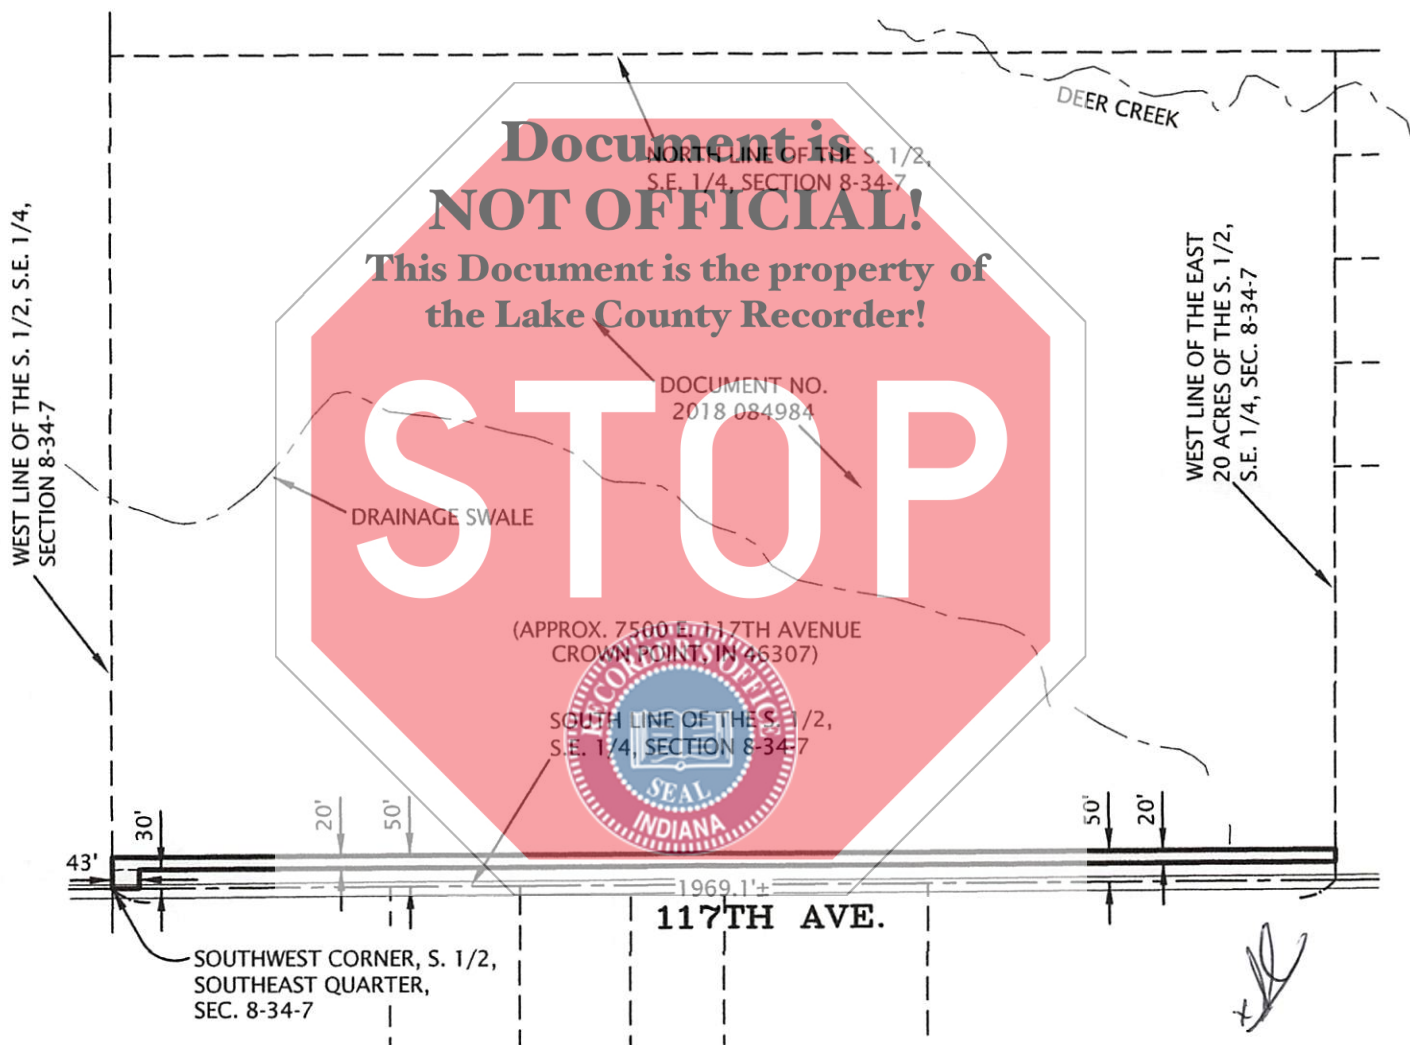 DEER CREEK
Document is
NOT OFFICIAL!
This Document is the property of
the Lake County Recorder!
NORTH LINE OF THE S. 1/2,
S.E. 1/4, SECTION 8-34-7
WEST LINE OF THE S. 1/2, S.E. 1/4,
SECTION 8-34-7
WEST LINE OF THE EAST
20 ACRES OF THE S. 1/2,
S.E. 1/4, SEC. 8-34-7
DOCUMENT NO.
2018 084984
STOP
DRAINAGE SWALE
(APPROX. 7500 E. 117TH AVENUE
CROWN POINT, IN 46307)
RECORDER'S OFFICE
SEAL
INDIANA
SOUTH LINE OF THE S. 1/2,
S.E. 1/4, SECTION 8-34-7
30'
20'
50'
50'
20'
43'
1969.1'±
117TH AVE.
SOUTHWEST CORNER, S. 1/2,
SOUTHEAST QUARTER,
SEC. 8-34-7
x